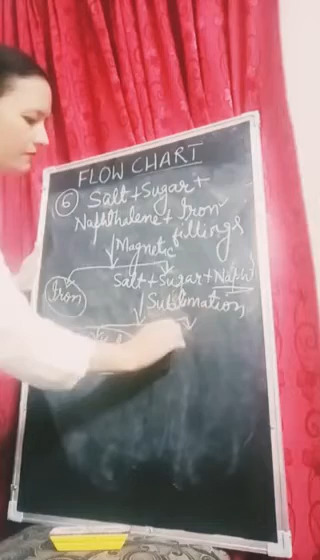 FLOW CHART
⑥ Salt + Sugar +
Naphthalene + Iron
fillings
Magnetic
Iron
Salt + Sugar + Naph
Sublimation